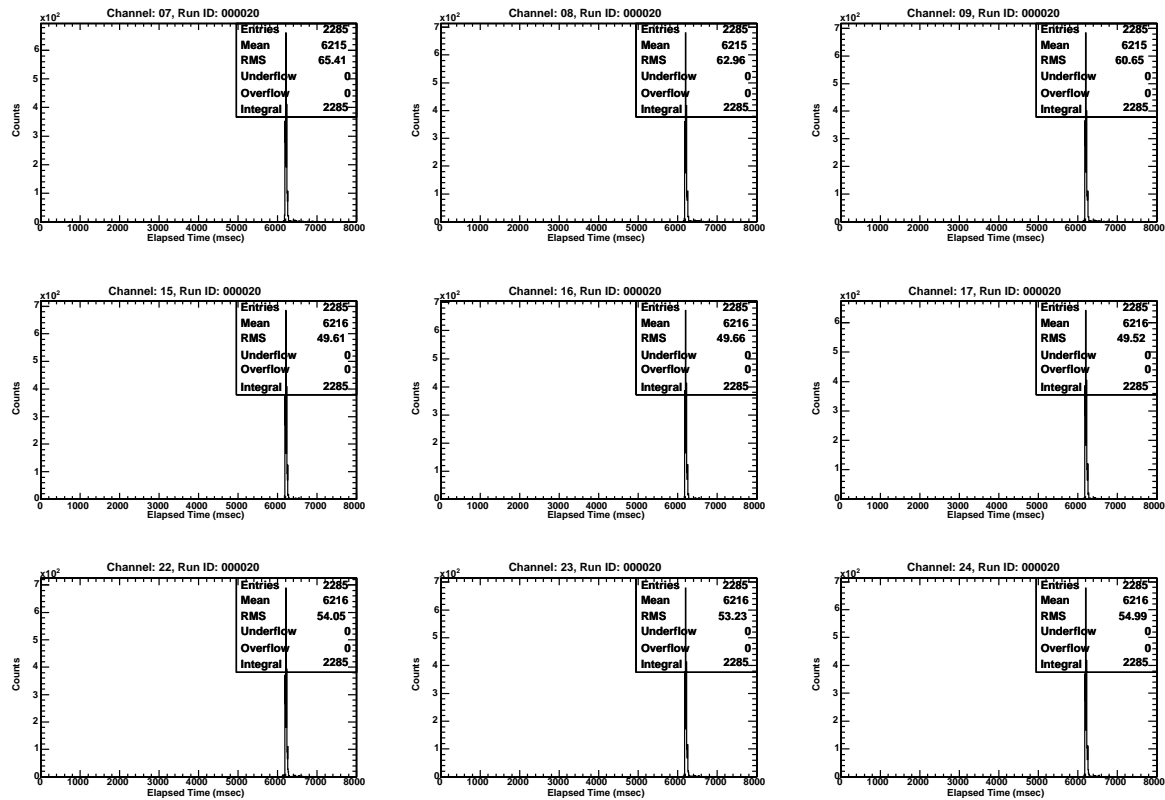 Channel: 07, Run ID: 000020
x10²
Entries 2285
Mean 6215
RMS 65.41
Underflow 0
Overflow 0
Integral 2285
6
5
4
3
2
1
0
Counts
0 1000 2000 3000 4000 5000 6000 7000 8000
Elapsed Time (msec)
Channel: 08, Run ID: 000020
x10²
Entries 2285
Mean 6215
RMS 62.96
Underflow 0
Overflow 0
Integral 2285
7
6
5
4
3
2
1
0
Counts
0 1000 2000 3000 4000 5000 6000 7000 8000
Elapsed Time (msec)
Channel: 09, Run ID: 000020
x10²
Entries 2285
Mean 6215
RMS 60.65
Underflow 0
Overflow 0
Integral 2285
7
6
5
4
3
2
1
0
Counts
0 1000 2000 3000 4000 5000 6000 7000 8000
Elapsed Time (msec)
Channel: 15, Run ID: 000020
x10²
Entries 2285
Mean 6216
RMS 49.61
Underflow 0
Overflow 0
Integral 2285
7
6
5
4
3
2
1
0
Counts
0 1000 2000 3000 4000 5000 6000 7000 8000
Elapsed Time (msec)
Channel: 16, Run ID: 000020
x10²
Entries 2285
Mean 6216
RMS 49.66
Underflow 0
Overflow 0
Integral 2285
7
6
5
4
3
2
1
0
Counts
0 1000 2000 3000 4000 5000 6000 7000 8000
Elapsed Time (msec)
Channel: 17, Run ID: 000020
x10²
Entries 2285
Mean 6216
RMS 49.52
Underflow 0
Overflow 0
Integral 2285
6
5
4
3
2
1
0
Counts
0 1000 2000 3000 4000 5000 6000 7000 8000
Elapsed Time (msec)
Channel: 22, Run ID: 000020
x10²
Entries 2285
Mean 6216
RMS 54.05
Underflow 0
Overflow 0
Integral 2285
7
6
5
4
3
2
1
0
Counts
0 1000 2000 3000 4000 5000 6000 7000 8000
Elapsed Time (msec)
Channel: 23, Run ID: 000020
x10²
Entries 2285
Mean 6216
RMS 53.23
Underflow 0
Overflow 0
Integral 2285
7
6
5
4
3
2
1
0
Counts
0 1000 2000 3000 4000 5000 6000 7000 8000
Elapsed Time (msec)
Channel: 24, Run ID: 000020
x10²
Entries 2285
Mean 6216
RMS 54.99
Underflow 0
Overflow 0
Integral 2285
7
6
5
4
3
2
1
0
Counts
0 1000 2000 3000 4000 5000 6000 7000 8000
Elapsed Time (msec)